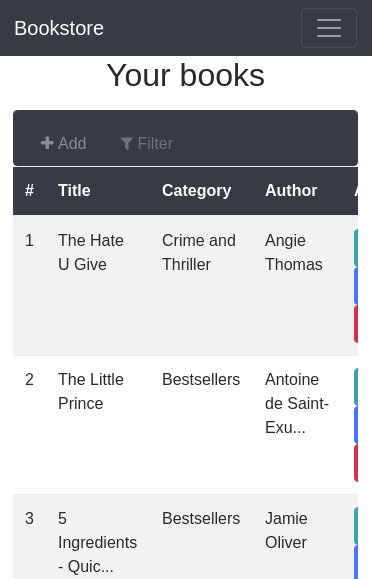 Bookstore
Your books
Add Filter
# Title Category Author
1 The Hate U Give Crime and Thriller Angie Thomas
2 The Little Prince Bestsellers Antoine de Saint-Exu...
3 5 Ingredients - Quic... Bestsellers Jamie Oliver